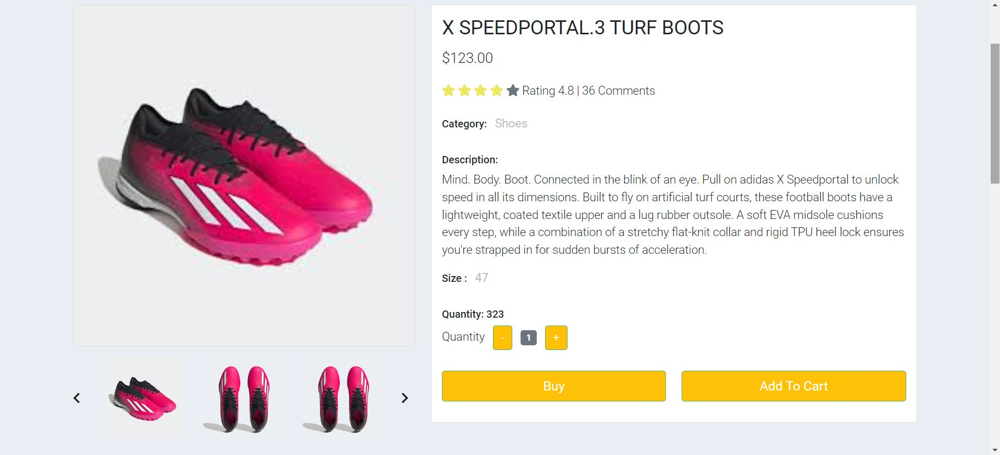 X SPEEDPORTAL.3 TURF BOOTS
$123.00
Rating 4.8 | 36 Comments
Category: Shoes
Description:
Mind. Body. Boot. Connected in the blink of an eye. Pull on adidas X Speedportal to unlock
speed in all its dimensions. Built to fly on artificial turf courts, these football boots have a
lightweight, coated textile upper and a lug rubber outsole. A soft EVA midsole cushions
every step, while a combination of a stretchy flat-knit collar and rigid TPU heel lock ensures
you're strapped in for sudden bursts of acceleration.
Size : 47
Quantity: 323
Quantity - 1 +
Buy Add To Cart